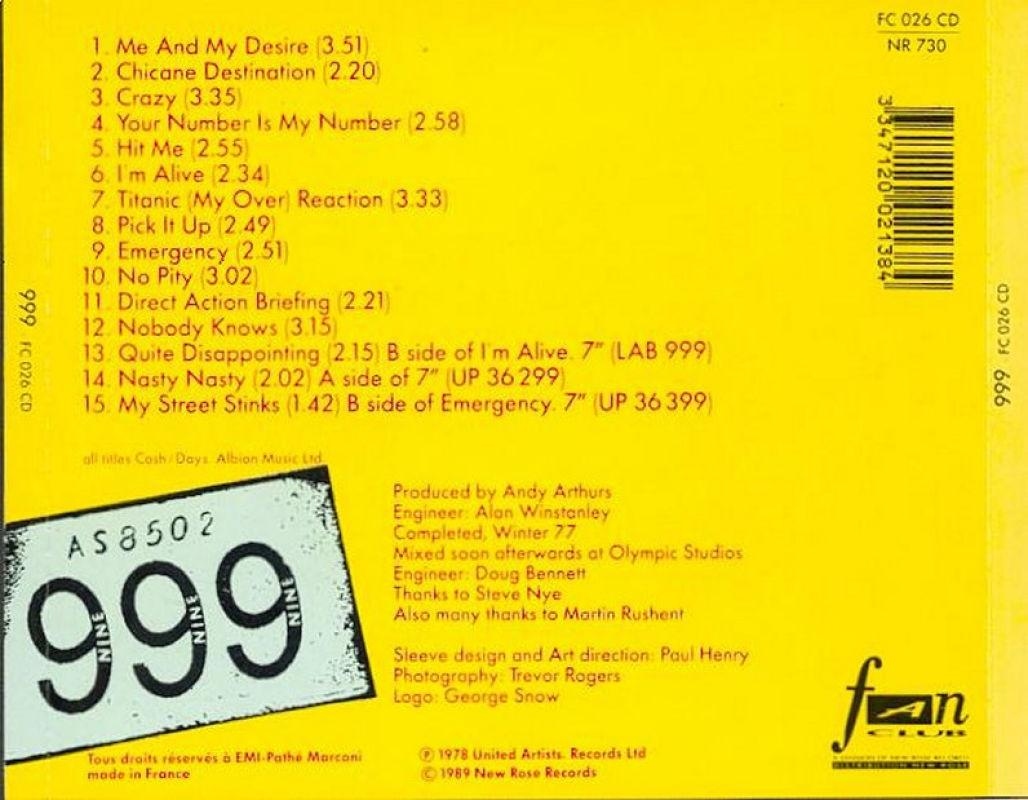 FC 026 CD
NR 730
1. Me And My Desire (3.51)
2. Chicane Destination (2.20)
3. Crazy (3.35)
4. Your Number Is My Number (2.58)
5. Hit Me (2.55)
6. I'm Alive (2.34)
7. Titanic (My Over) Reaction (3.33)
8. Pick It Up (2.49)
9. Emergency (2.51)
10. No Pity (3.02)
11. Direct Action Briefing (2.21)
12. Nobody Knows (3.15)
13. Quite Disappointing (2.15) B side of I'm Alive. 7" (LAB 999)
14. Nasty Nasty (2.02) A side of 7" (UP 36 299)
15. My Street Stinks (1.42) B side of Emergency. 7" (UP 36 399)
3 347120 021384
999 FC 026 CD
999 FC 026 CD
all titles Cash/Days. Albion Music Ltd.
AS8502
999
NINE NINE NINE
Produced by Andy Arthurs
Engineer: Alan Winstanley
Completed, Winter 77
Mixed soon afterwards at Olympic Studios
Engineer: Doug Bennett
Thanks to Steve Nye
Also many thanks to Martin Rushent
Sleeve design and Art direction: Paul Henry
Photography: Trevor Rogers
Logo: George Snow
fan
CLUB
A DIVISION OF NEW ROSE RECORDS
DISTRIBUTION NEW ROSE
Tous droits réservés à EMI-Pathé Marconi
made in France
℗ 1978 United Artists. Records Ltd
© 1989 New Rose Records